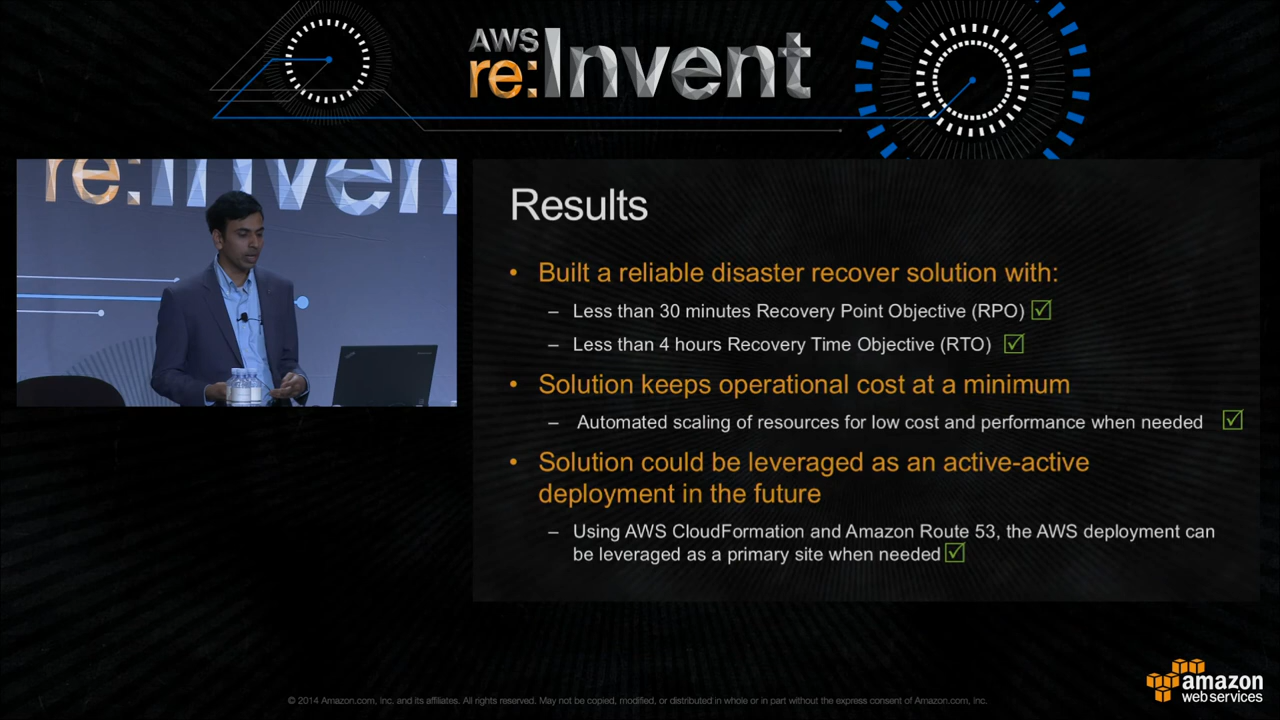 AWS
re:Invent
re:Inven
Results
• Built a reliable disaster recover solution with:
– Less than 30 minutes Recovery Point Objective (RPO) ☑
– Less than 4 hours Recovery Time Objective (RTO) ☑
• Solution keeps operational cost at a minimum
– Automated scaling of resources for low cost and performance when needed ☑
• Solution could be leveraged as an active-active
deployment in the future
– Using AWS CloudFormation and Amazon Route 53, the AWS deployment can
be leveraged as a primary site when needed ☑
© 2014 Amazon.com, inc. and its affiliates. All rights reserved. May not be copied, modified, or distributed in whole or in part without the express consent of Amazon.com, inc.
amazon
web services